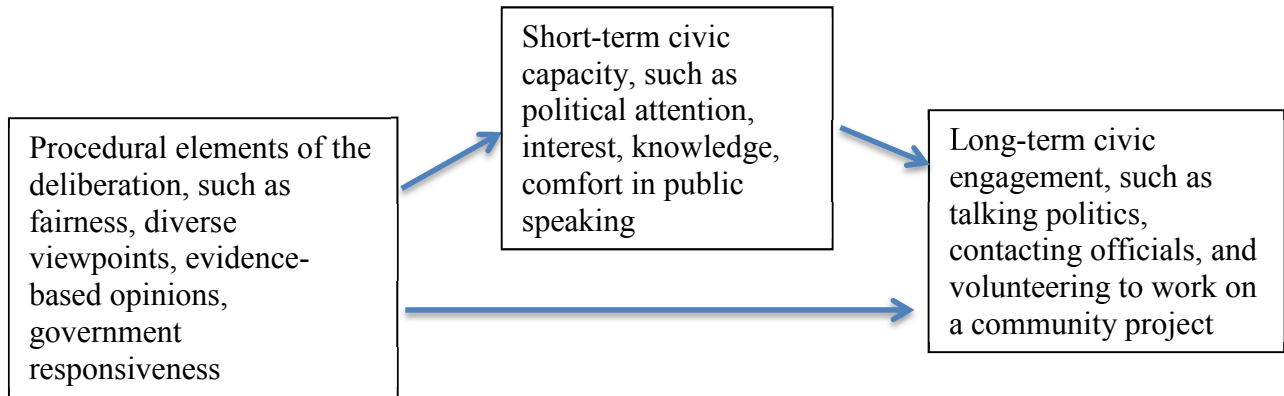 Procedural elements of the
deliberation, such as
fairness, diverse
viewpoints, evidence-
based opinions,
government
responsiveness
Short-term civic
capacity, such as
political attention,
interest, knowledge,
comfort in public
speaking
Long-term civic
engagement, such as
talking politics,
contacting officials, and
volunteering to work on
a community project